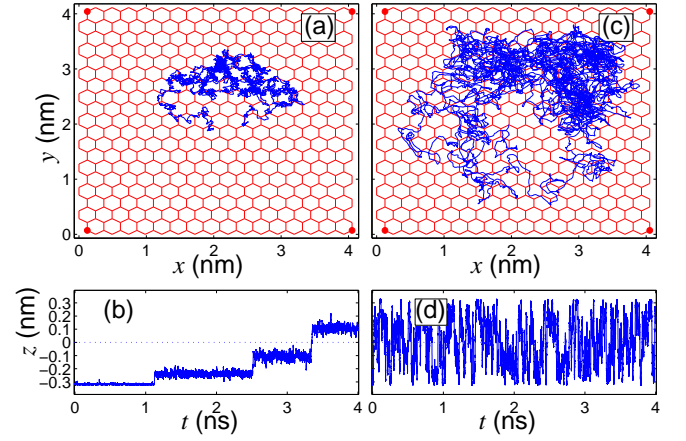 (a)
(c)
4
3
2
1
0
y (nm)
0 1 2 3 4
0 1 2 3 4
x (nm)
x (nm)
(b)
(d)
0.3
0.2
0.1
0
−0.1
−0.2
−0.3
z (nm)
0 1 2 3 4
0 1 2 3 4
t (ns)
t (ns)